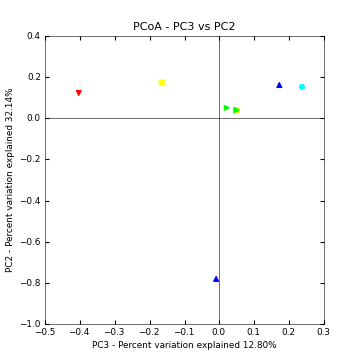 PCoA - PC3 vs PC2
0.4
0.2
0.0
−0.2
−0.4
−0.6
−0.8
−1.0
PC2 - Percent variation explained 32.14%
−0.5 −0.4 −0.3 −0.2 −0.1 0.0 0.1 0.2 0.3
PC3 - Percent variation explained 12.80%